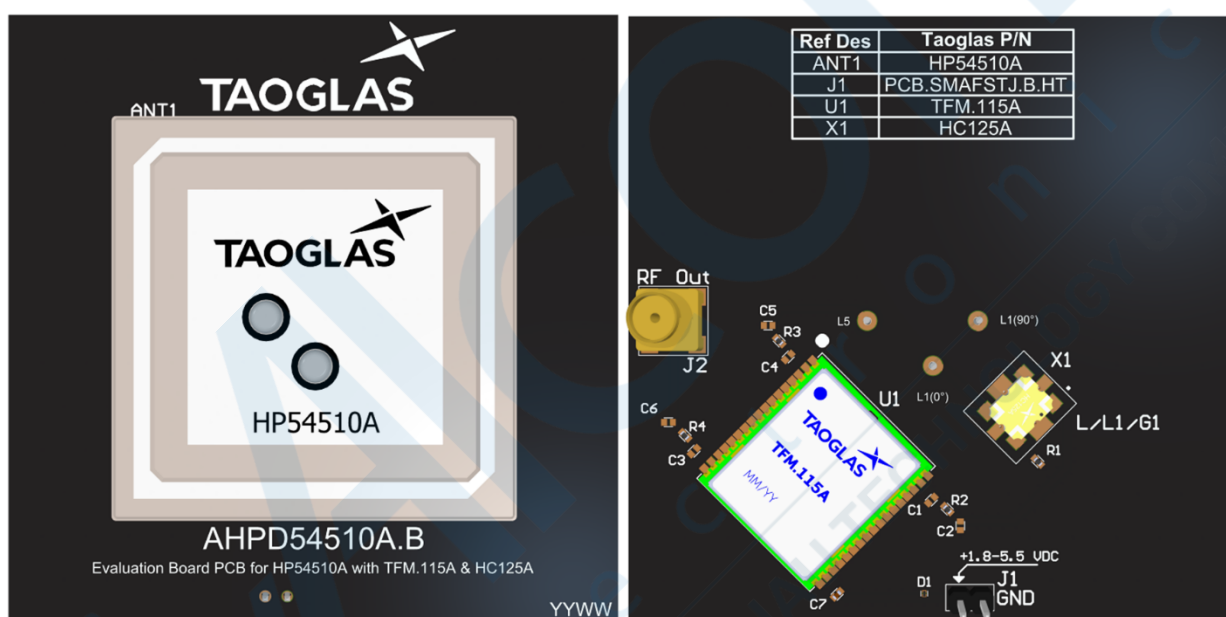 TAOGLAS
ANT1
TAOGLAS
HP54510A
AHPD54510A.B
Evaluation Board PCB for HP54510A with TFM.115A & HC125A
YYWW
Ref Des Taoglas P/N
ANT1 HP54510A
J1 PCB.SMAFSTJ.B.HT
U1 TFM.115A
X1 HC125A
RF Out
J2
C5
R3
C4
L5
L1(90°)
L1(0°)
X1
L/L1/G1
R1
U1
C6
R4
C3
TAOGLAS
TFM.115A
MM/YY
C1
R2
C2
+1.8-5.5 VDC
D1
J1
GND
C7